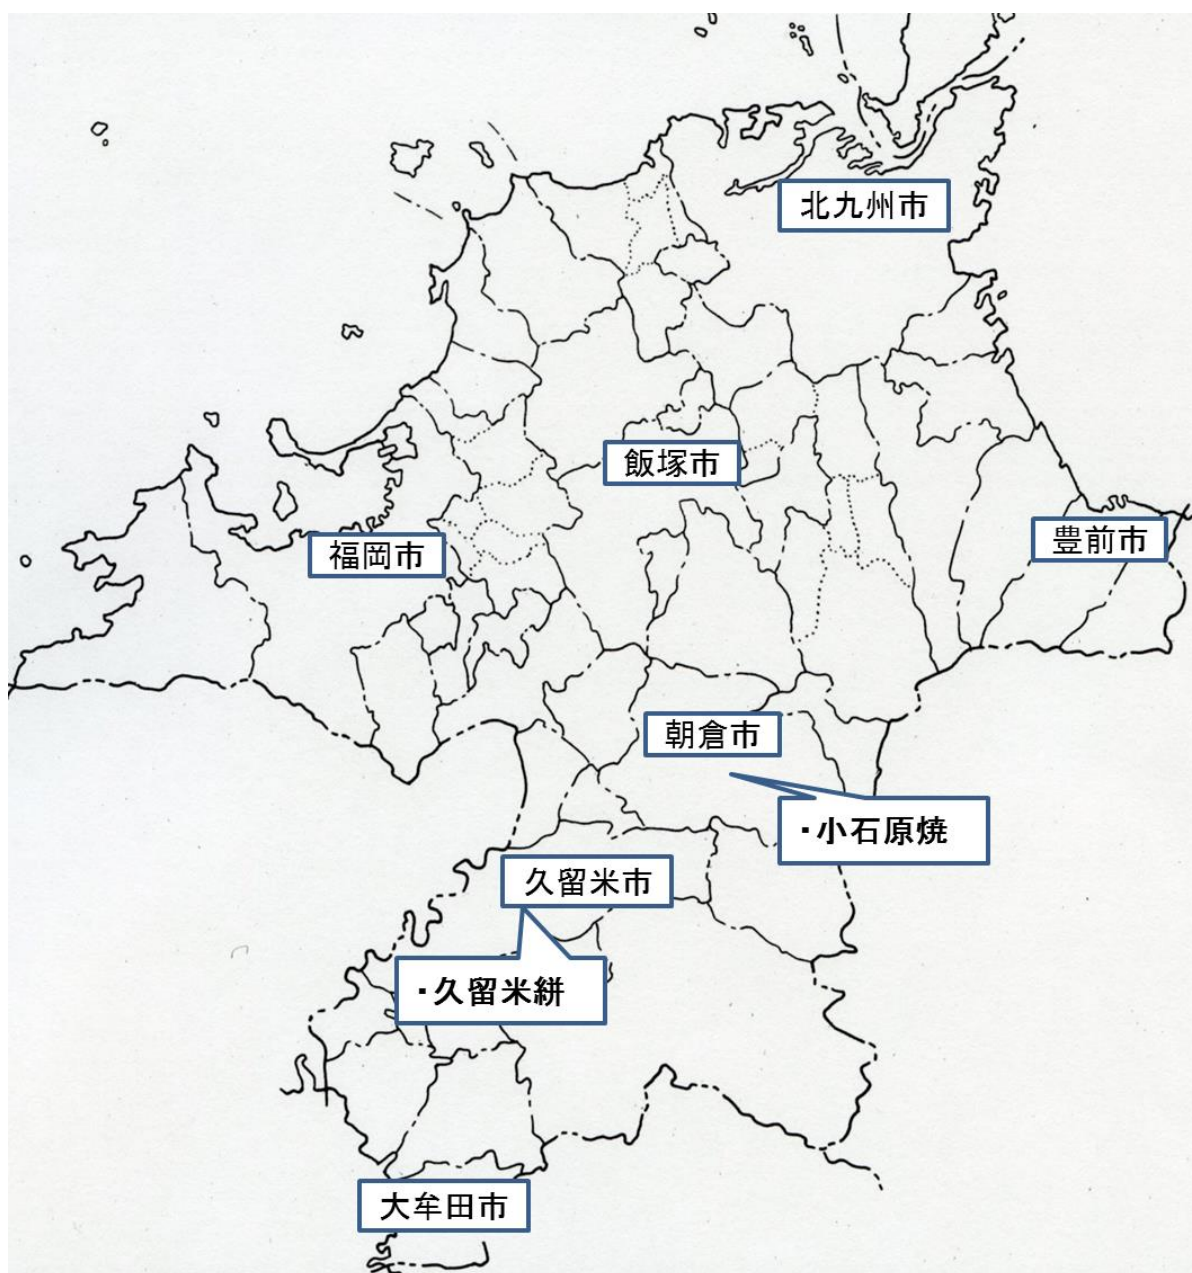 北九州市
飯塚市
豊前市
福岡市
朝倉市
・小石原焼
久留米市
・久留米絣
大牟田市